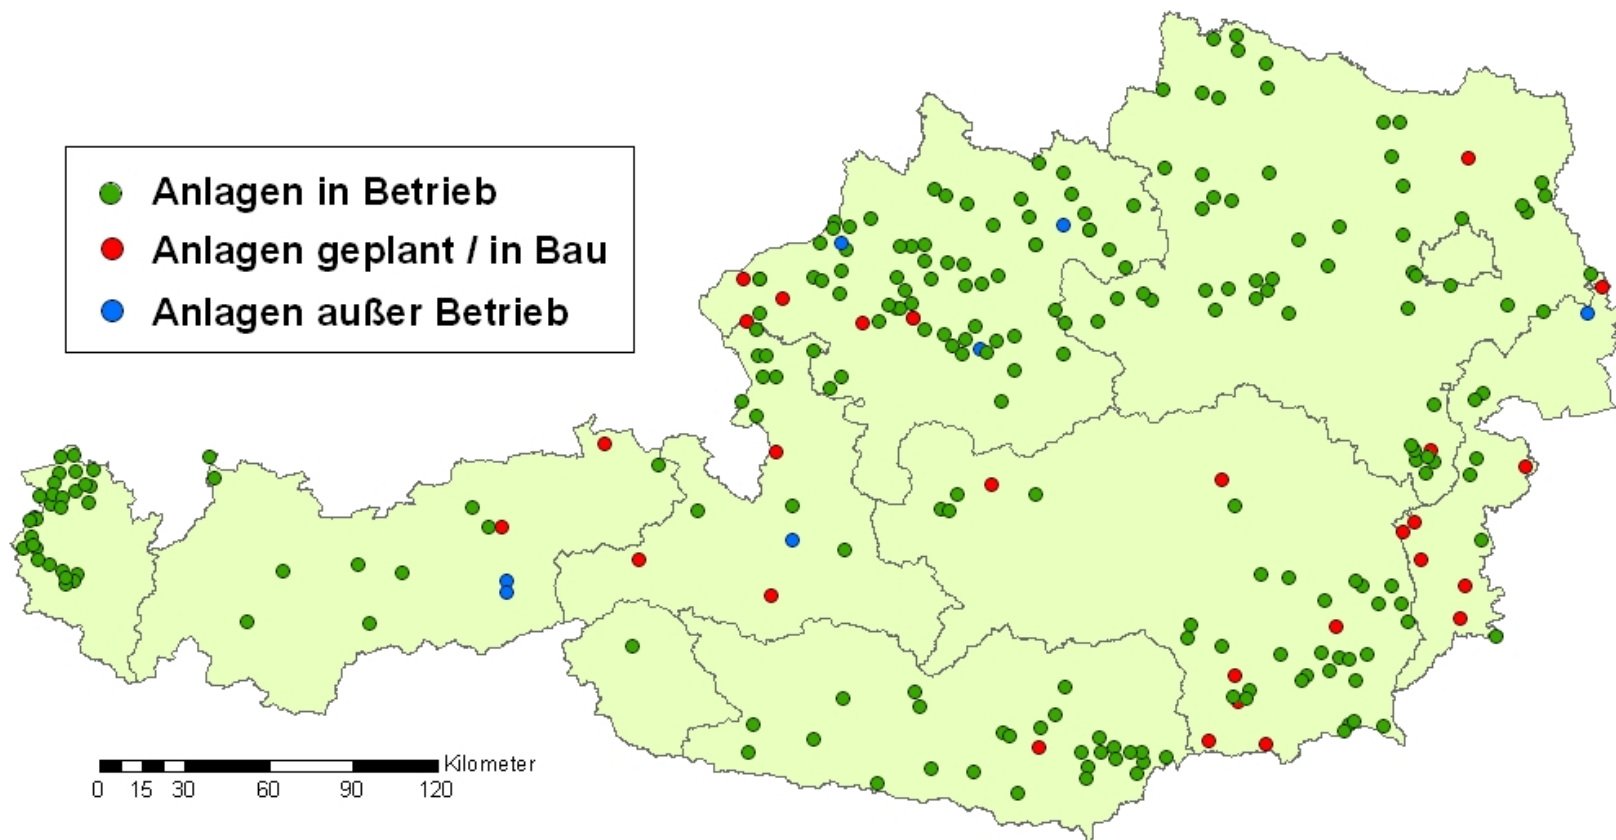 Anlagen in Betrieb
Anlagen geplant / in Bau
Anlagen außer Betrieb
Kilometer
0 15 30 60 90 120